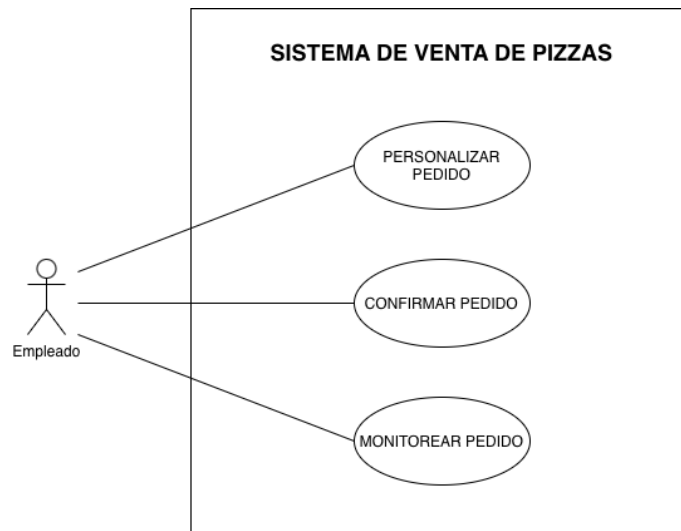 SISTEMA DE VENTA DE PIZZAS
PERSONALIZAR
PEDIDO
CONFIRMAR PEDIDO
Empleado
MONITOREAR PEDIDO